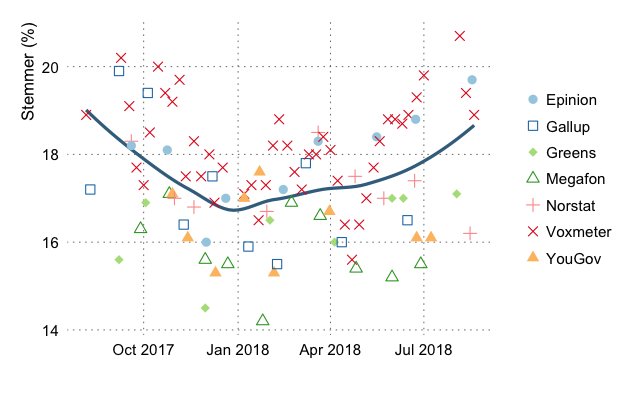 Stemmer (%)
20
18
16
14
Oct 2017
Jan 2018
Apr 2018
Jul 2018
Epinion
Gallup
Greens
Megafon
Norstat
Voxmeter
YouGov